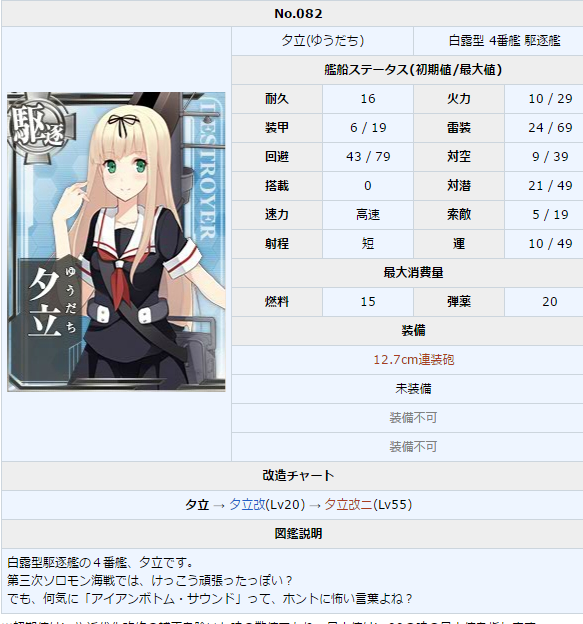 No.082
夕立(ゆうだち)
白露型 4番艦 駆逐艦
艦船ステータス(初期値/最大値)
耐久 16 火力 10 / 29
装甲 6 / 19 雷装 24 / 69
回避 43 / 79 対空 9 / 39
搭載 0 対潜 21 / 49
速力 高速 索敵 5 / 19
射程 短 運 10 / 49
最大消費量
燃料 15 弾薬 20
装備
12.7cm連装砲
未装備
装備不可
装備不可
駆逐
DESTROYER
夕立
ゆうだち
改造チャート
夕立 → 夕立改(Lv20) → 夕立改二(Lv55)
図鑑説明
白露型駆逐艦の４番艦、夕立です。
第三次ソロモン海戦では、けっこう頑張ったっぽい？
でも、何気に「アイアンボトム・サウンド」って、ホントに怖い言葉よね？